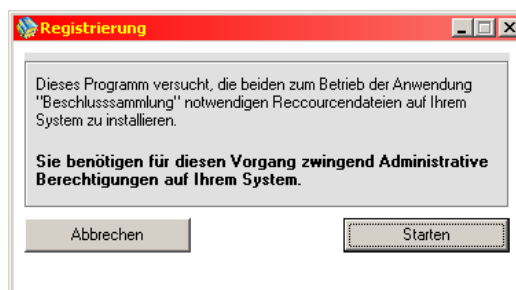 Registrierung
Dieses Programm versucht, die beiden zum Betrieb der Anwendung
"Beschlusssammlung" notwendigen Reccourcendateien auf Ihrem
System zu installieren.
Sie benötigen für diesen Vorgang zwingend Administrative
Berechtigungen auf Ihrem System.
Abbrechen
Starten